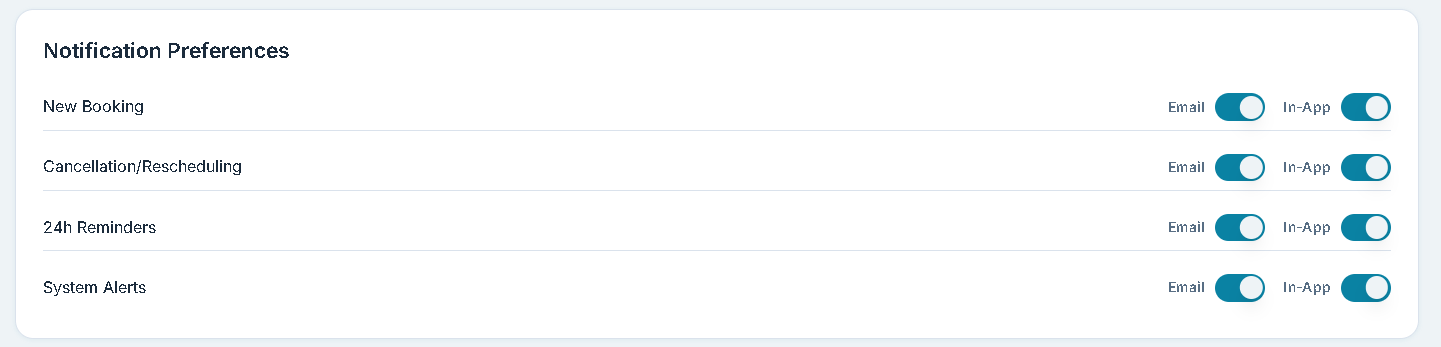 Notification Preferences
New Booking Email In-App
Cancellation/Rescheduling Email In-App
24h Reminders Email In-App
System Alerts Email In-App